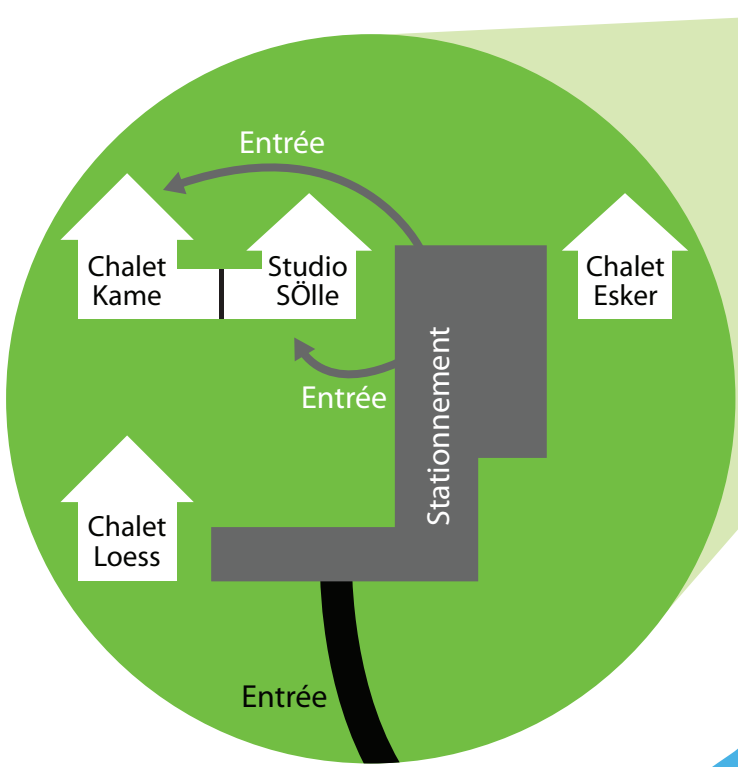 Entrée
Chalet
Kame
Studio
SÖlle
Chalet
Esker
Entrée
Stationnement
Chalet
Loess
Entrée